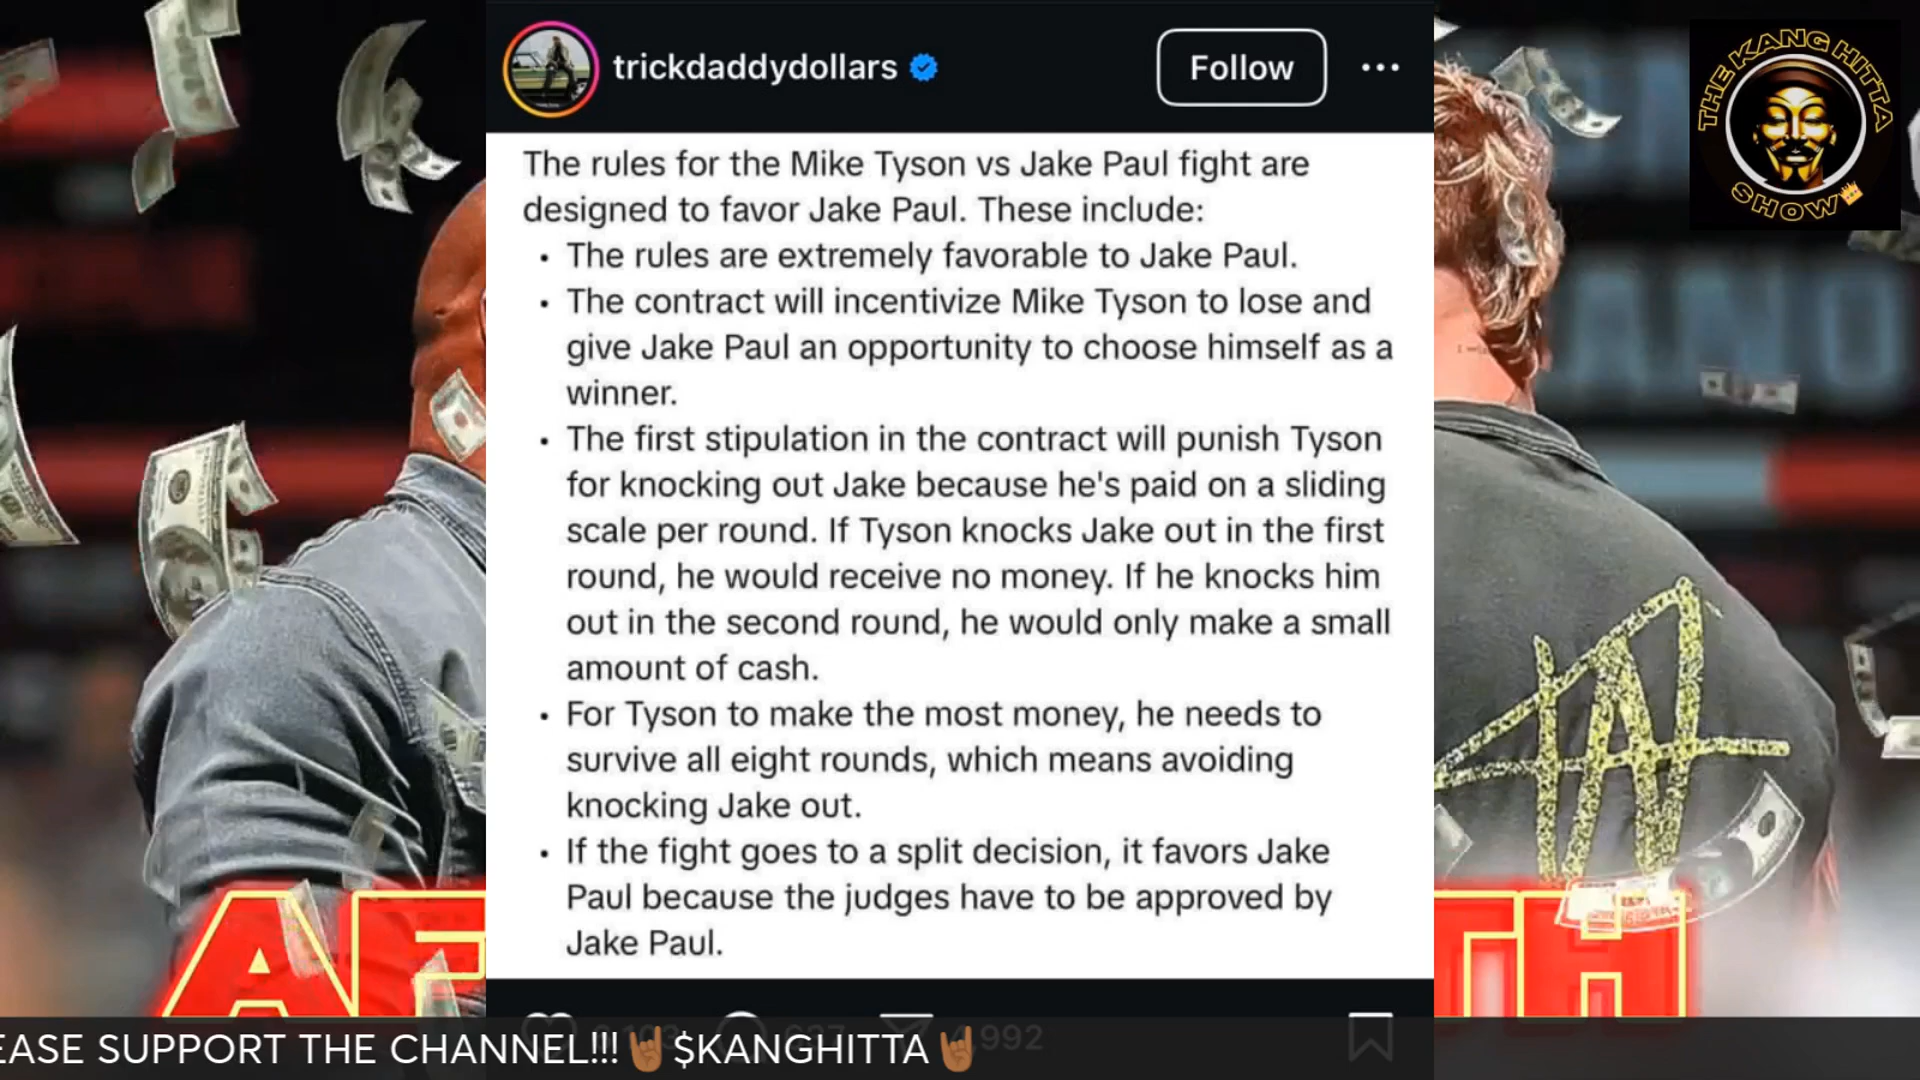 trickdaddydollars
Follow
THE KANG HITTA
SHOW
The rules for the Mike Tyson vs Jake Paul fight are
designed to favor Jake Paul. These include:
• The rules are extremely favorable to Jake Paul.
• The contract will incentivize Mike Tyson to lose and
give Jake Paul an opportunity to choose himself as a
winner.
• The first stipulation in the contract will punish Tyson
for knocking out Jake because he's paid on a sliding
scale per round. If Tyson knocks Jake out in the first
round, he would receive no money. If he knocks him
out in the second round, he would only make a small
amount of cash.
• For Tyson to make the most money, he needs to
survive all eight rounds, which means avoiding
knocking Jake out.
• If the fight goes to a split decision, it favors Jake
Paul because the judges have to be approved by
Jake Paul.
AF
TH
EASE SUPPORT THE CHANNEL!!!🤘🏾$KANGHITTA🤘🏾